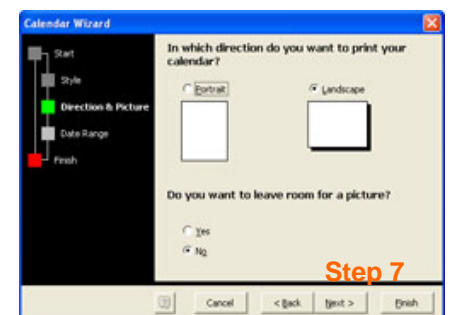 Calendar Wizard
Start
Style
Direction & Picture
Date Range
Finish
In which direction do you want to print your
calendar?
Portrait
Landscape
Do you want to leave room for a picture?
Yes
No
Step 7
Cancel
< Back
Next >
Finish